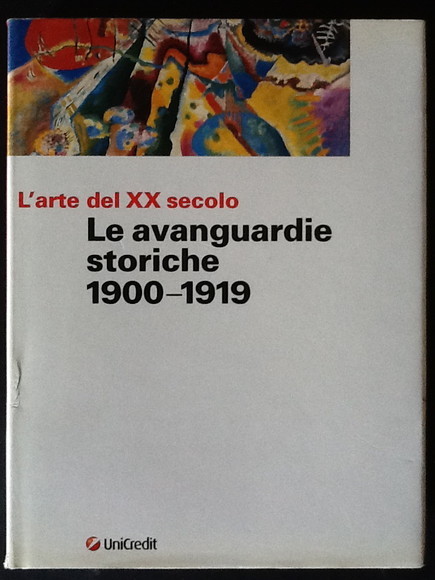 L'arte del XX secolo
Le avanguardie
storiche
1900–1919
UniCredit